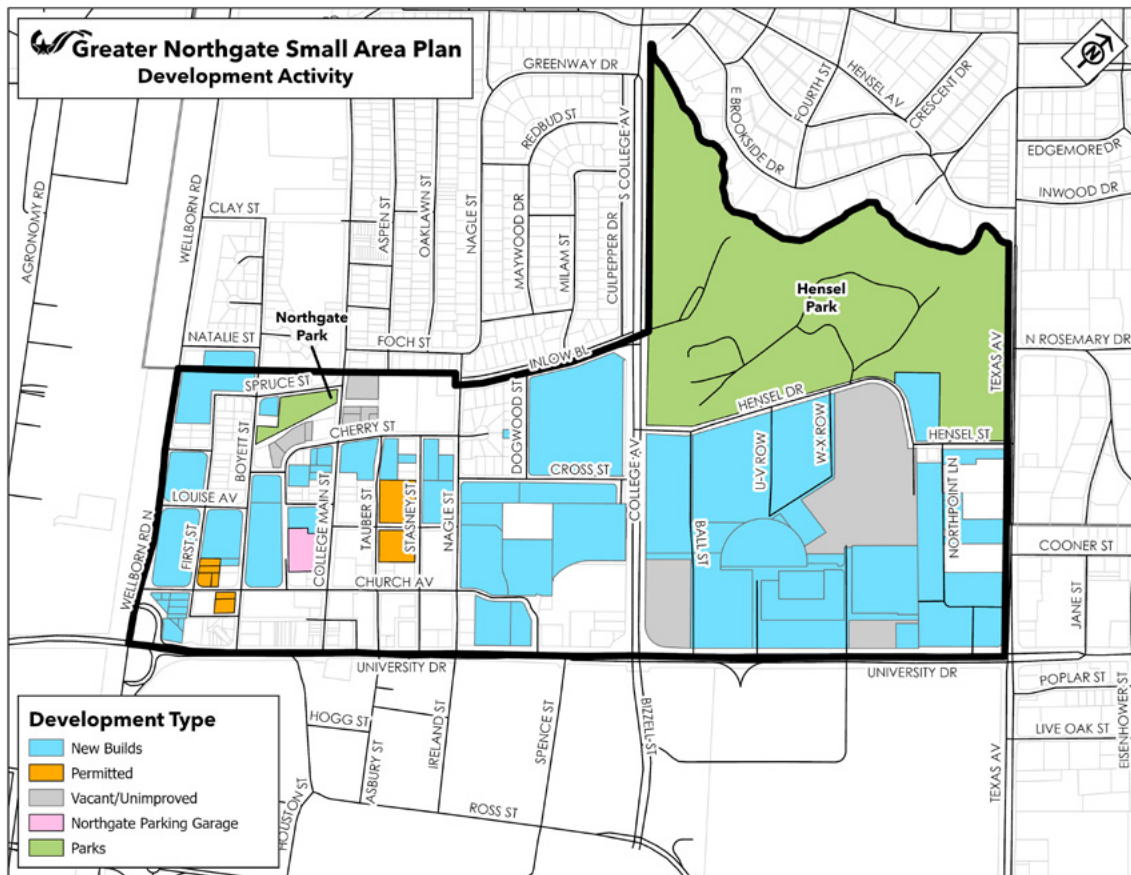 Greater Northgate Small Area Plan
Development Activity
N
GREENWAY DR
REDBUD ST
S COLLEGE AV
E BROOKSIDE DR
FOURTH ST
HENSEL AV
CRESCENT DR
EDGEMORE DR
INWOOD DR
AGRONOMY RD
WELLBORN RD
CLAY ST
ASPEN ST
OAKLAWN ST
NAGLE ST
MAYWOOD DR
MILAM ST
CULPEPPER DR
Northgate
Park
Hensel
Park
NATALIE ST
FOCH ST
INLOW BL
TEXAS AV
N ROSEMARY DR
SPRUCE ST
BOYETT ST
CHERRY ST
DOGWOOD ST
HENSEL DR
HENSEL ST
U-V ROW
W-X ROW
CROSS ST
COLLEGE AV
LOUISE AV
FIRST ST
COLLEGE MAIN ST
TAUBER ST
STASNEY ST
NAGLE ST
BALL ST
NORTHPOINT LN
COONER ST
WELLBORN RD N
CHURCH AV
JANE ST
UNIVERSITY DR
UNIVERSITY DR
POPLAR ST
LIVE OAK ST
EISENHOWER ST
HOGG ST
ASBURY ST
IRELAND ST
SPENCE ST
BIZZELL ST
TEXAS AV
HOUSTON ST
ROSS ST
Development Type
New Builds
Permitted
Vacant/Unimproved
Northgate Parking Garage
Parks